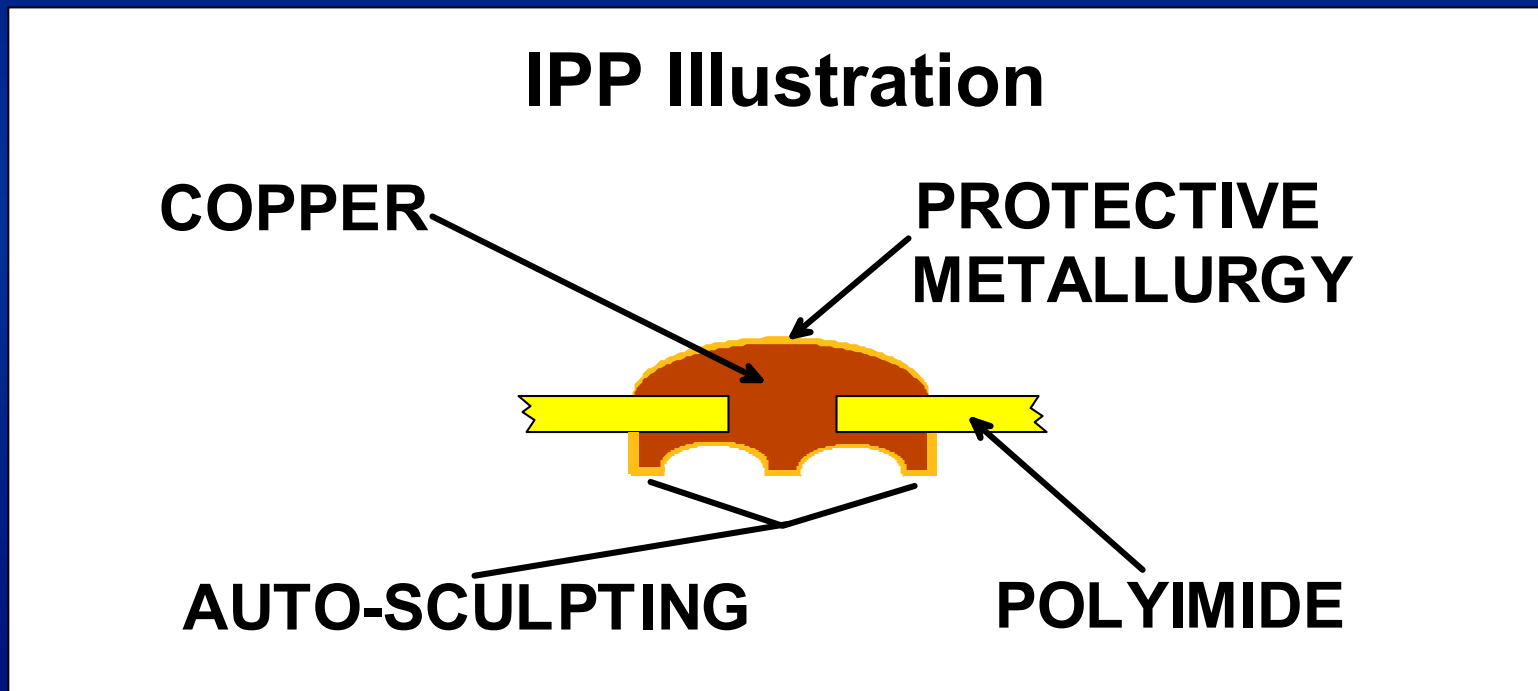 IPP Illustration
COPPER
PROTECTIVE
METALLURGY
AUTO-SCULPTING
POLYIMIDE